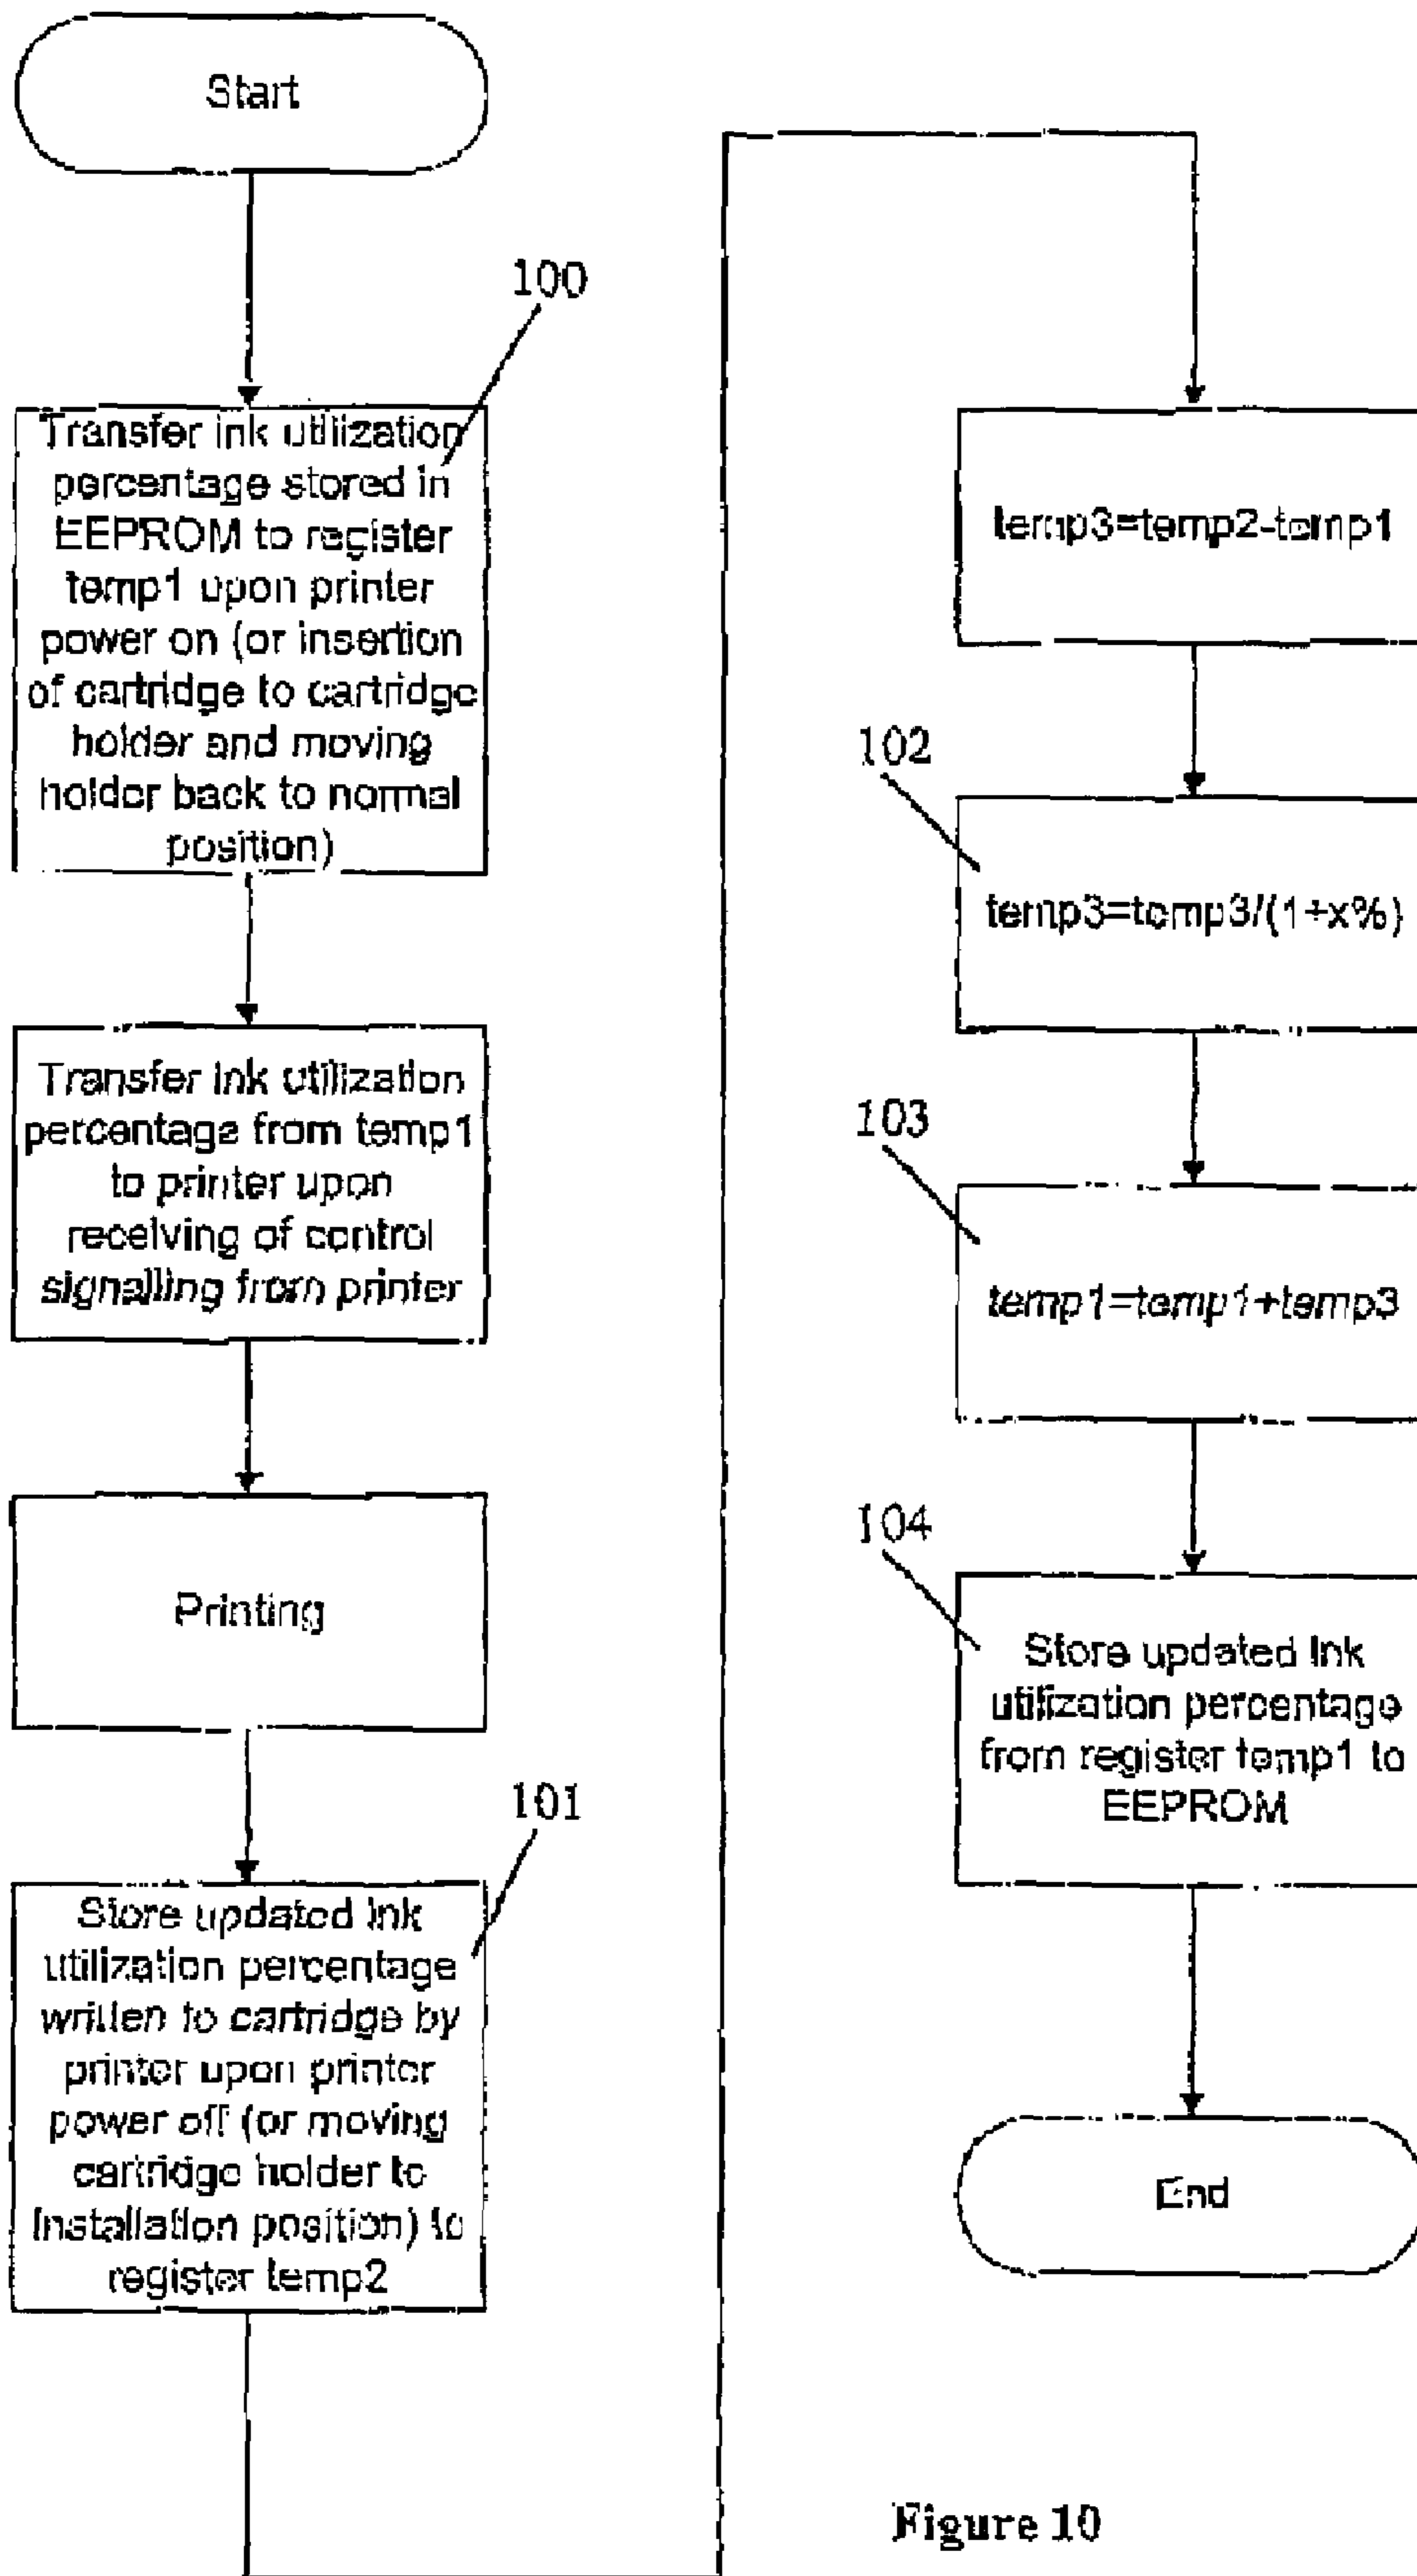 Start
100
Transfer ink utilization
percentage stored in
EEPROM to register
temp1 upon printer
power on (or insertion
of cartridge to cartridge
holder and moving
holder back to normal
position)
Transfer ink utilization
percentage from temp1
to printer upon
receiving of control
signalling from printer
Printing
101
Store updated ink
utilization percentage
written to cartridge by
printer upon printer
power off (or moving
cartridge holder to
installation position) to
register temp2
temp3=temp2-temp1
102
temp3=temp3/(1+x%)
103
temp1=temp1+temp3
104
Store updated ink
utilization percentage
from register temp1 to
EEPROM
End
Figure 10